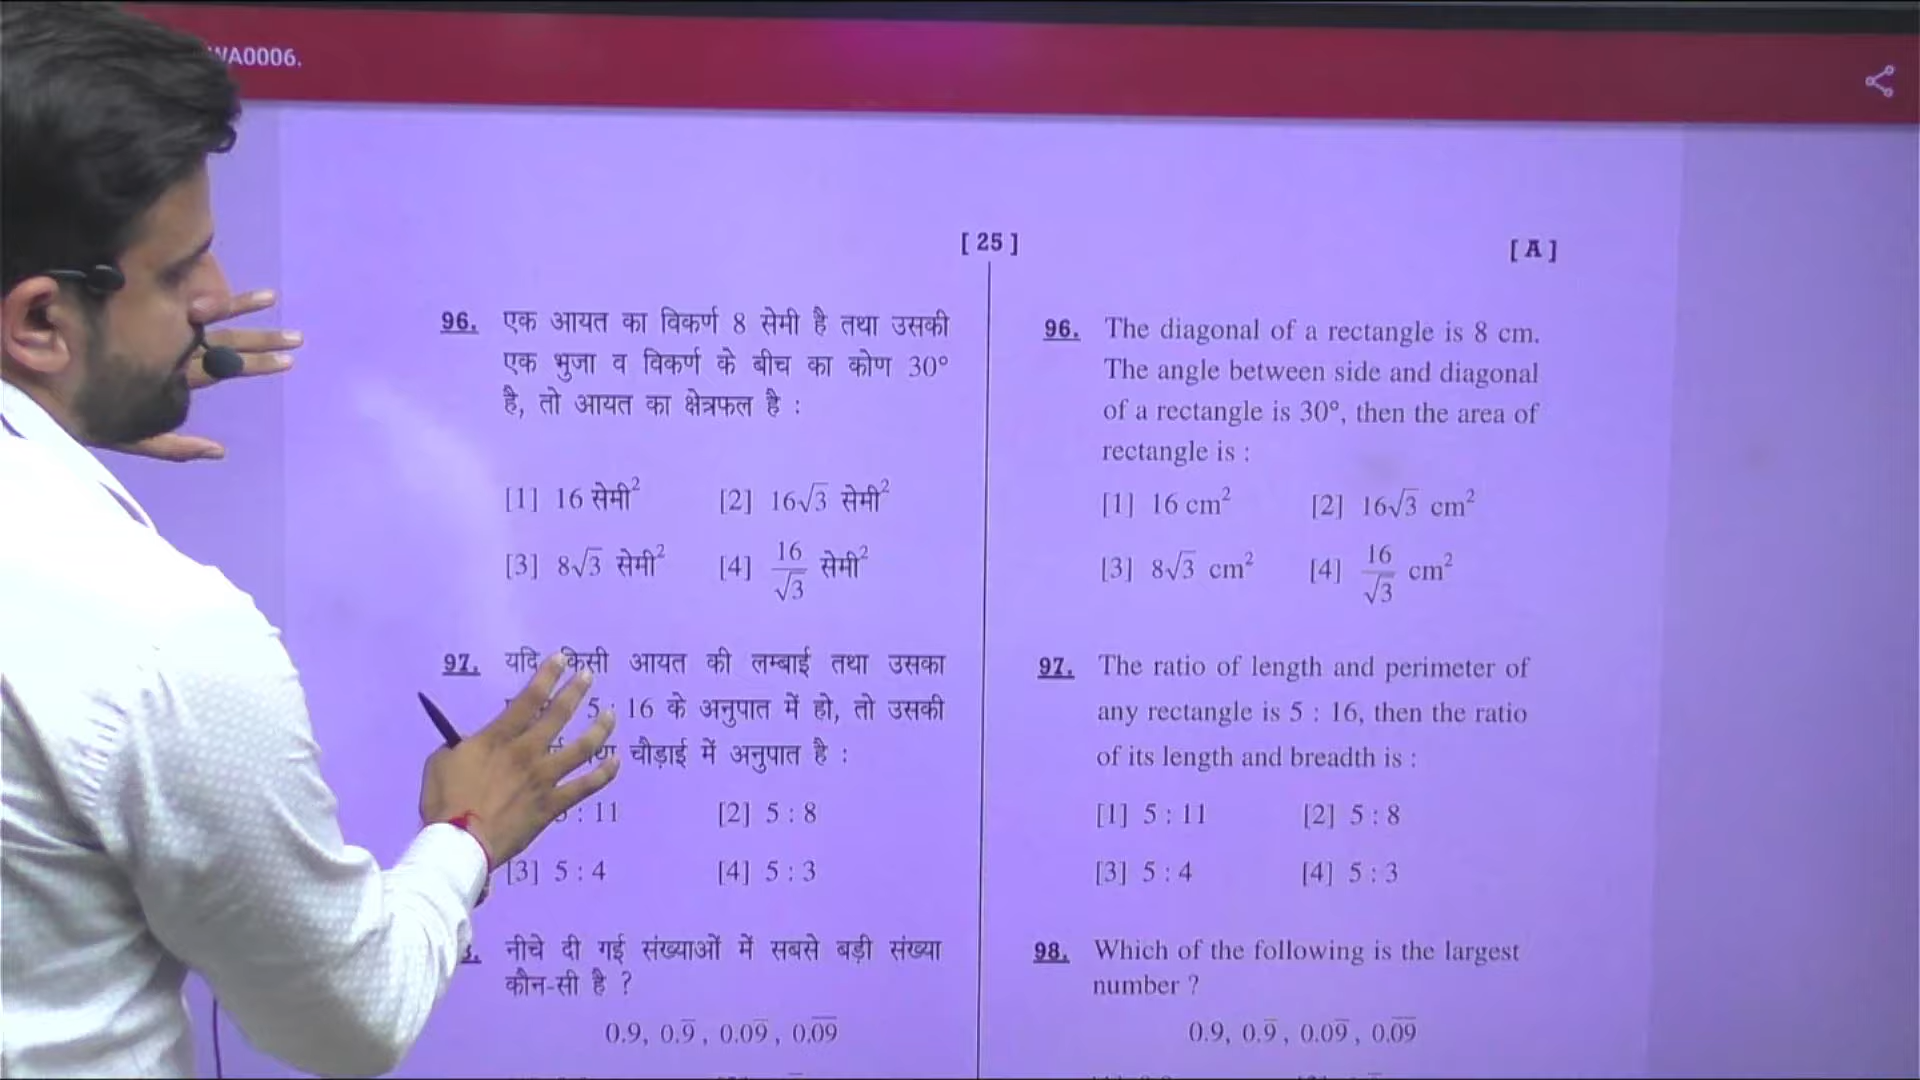 WA0006.
[ 25 ]
[ A ]
96. एक आयत का विकर्ण 8 सेमी है तथा उसकी
एक भुजा व विकर्ण के बीच का कोण 30°
है, तो आयत का क्षेत्रफल है :
[1] 16 सेमी² [2] 16√3 सेमी²
[3] 8√3 सेमी² [4] 16/√3 सेमी²
97. यदि किसी आयत की लम्बाई तथा उसका
5 : 16 के अनुपात में हो, तो उसकी
तथा चौड़ाई में अनुपात है :
: 11 [2] 5 : 8
[3] 5 : 4 [4] 5 : 3
नीचे दी गई संख्याओं में सबसे बड़ी संख्या
कौन-सी है ?
0.9, 0.9̅, 0.09̅, 0.0̅9̅
96. The diagonal of a rectangle is 8 cm.
The angle between side and diagonal
of a rectangle is 30°, then the area of
rectangle is :
[1] 16 cm² [2] 16√3 cm²
[3] 8√3 cm² [4] 16/√3 cm²
97. The ratio of length and perimeter of
any rectangle is 5 : 16, then the ratio
of its length and breadth is :
[1] 5 : 11 [2] 5 : 8
[3] 5 : 4 [4] 5 : 3
98. Which of the following is the largest
number ?
0.9, 0.9̅, 0.09̅, 0.0̅9̅